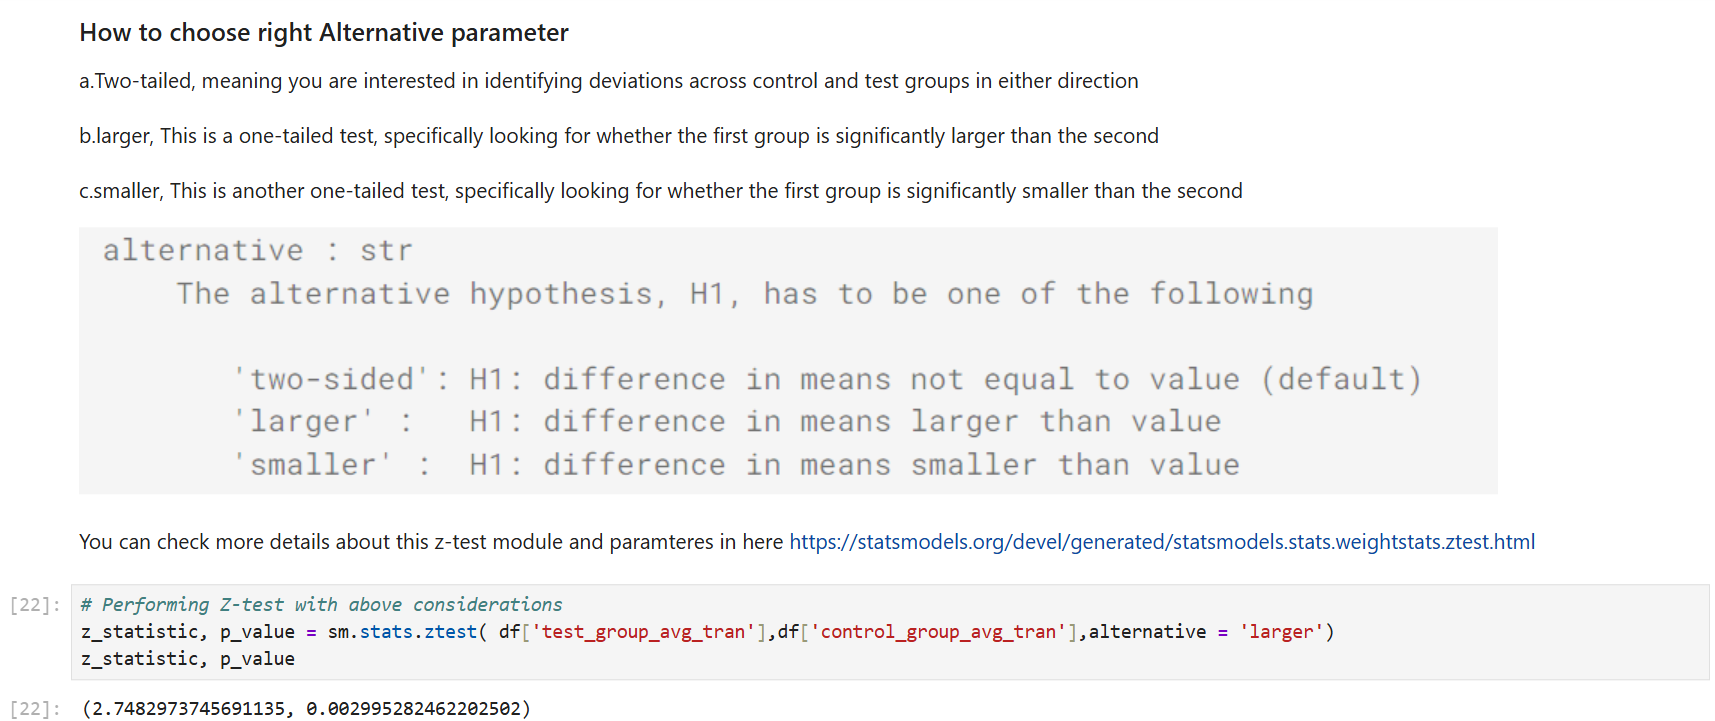 How to choose right Alternative parameter
a.Two-tailed, meaning you are interested in identifying deviations across control and test groups in either direction
b.larger, This is a one-tailed test, specifically looking for whether the first group is significantly larger than the second
c.smaller, This is another one-tailed test, specifically looking for whether the first group is significantly smaller than the second
alternative : str
The alternative hypothesis, H1, has to be one of the following
'two-sided': H1: difference in means not equal to value (default)
'larger' :   H1: difference in means larger than value
'smaller' :  H1: difference in means smaller than value
You can check more details about this z-test module and paramteres in here https://statsmodels.org/devel/generated/statsmodels.stats.weightstats.ztest.html
[22]: # Performing Z-test with above considerations
z_statistic, p_value = sm.stats.ztest( df['test_group_avg_tran'],df['control_group_avg_tran'],alternative = 'larger')
z_statistic, p_value
[22]: (2.7482973745691135, 0.002995282462202502)